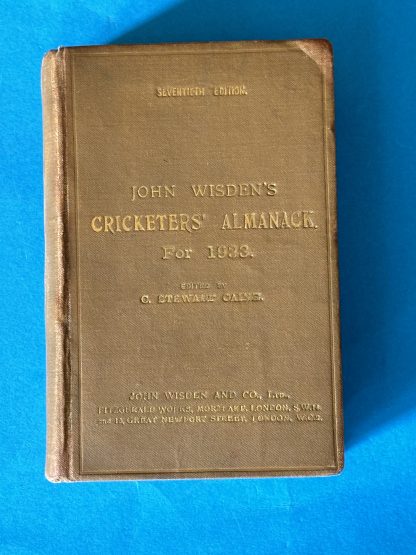 SEVENTIETH EDITION.
JOHN WISDEN'S
CRICKETERS' ALMANACK.
For 1933.
EDITED BY
C. STEWART CAINE.
JOHN WISDEN AND CO., LTD.,
FITZGERALD WORKS, MORTLAKE, LONDON, S.W.14
and 15, GREAT NEWPORT STREET, LONDON, W.C.2.